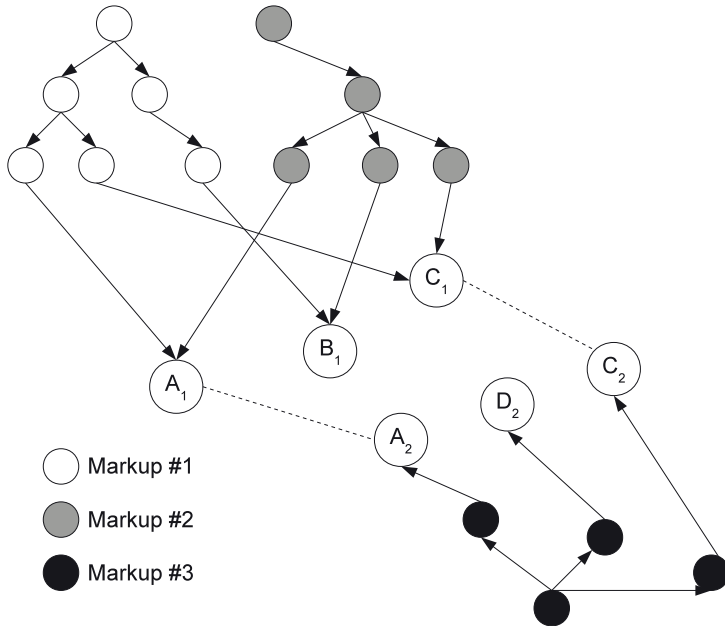 C₁
B₁
A₁
C₂
D₂
A₂
Markup #1
Markup #2
Markup #3